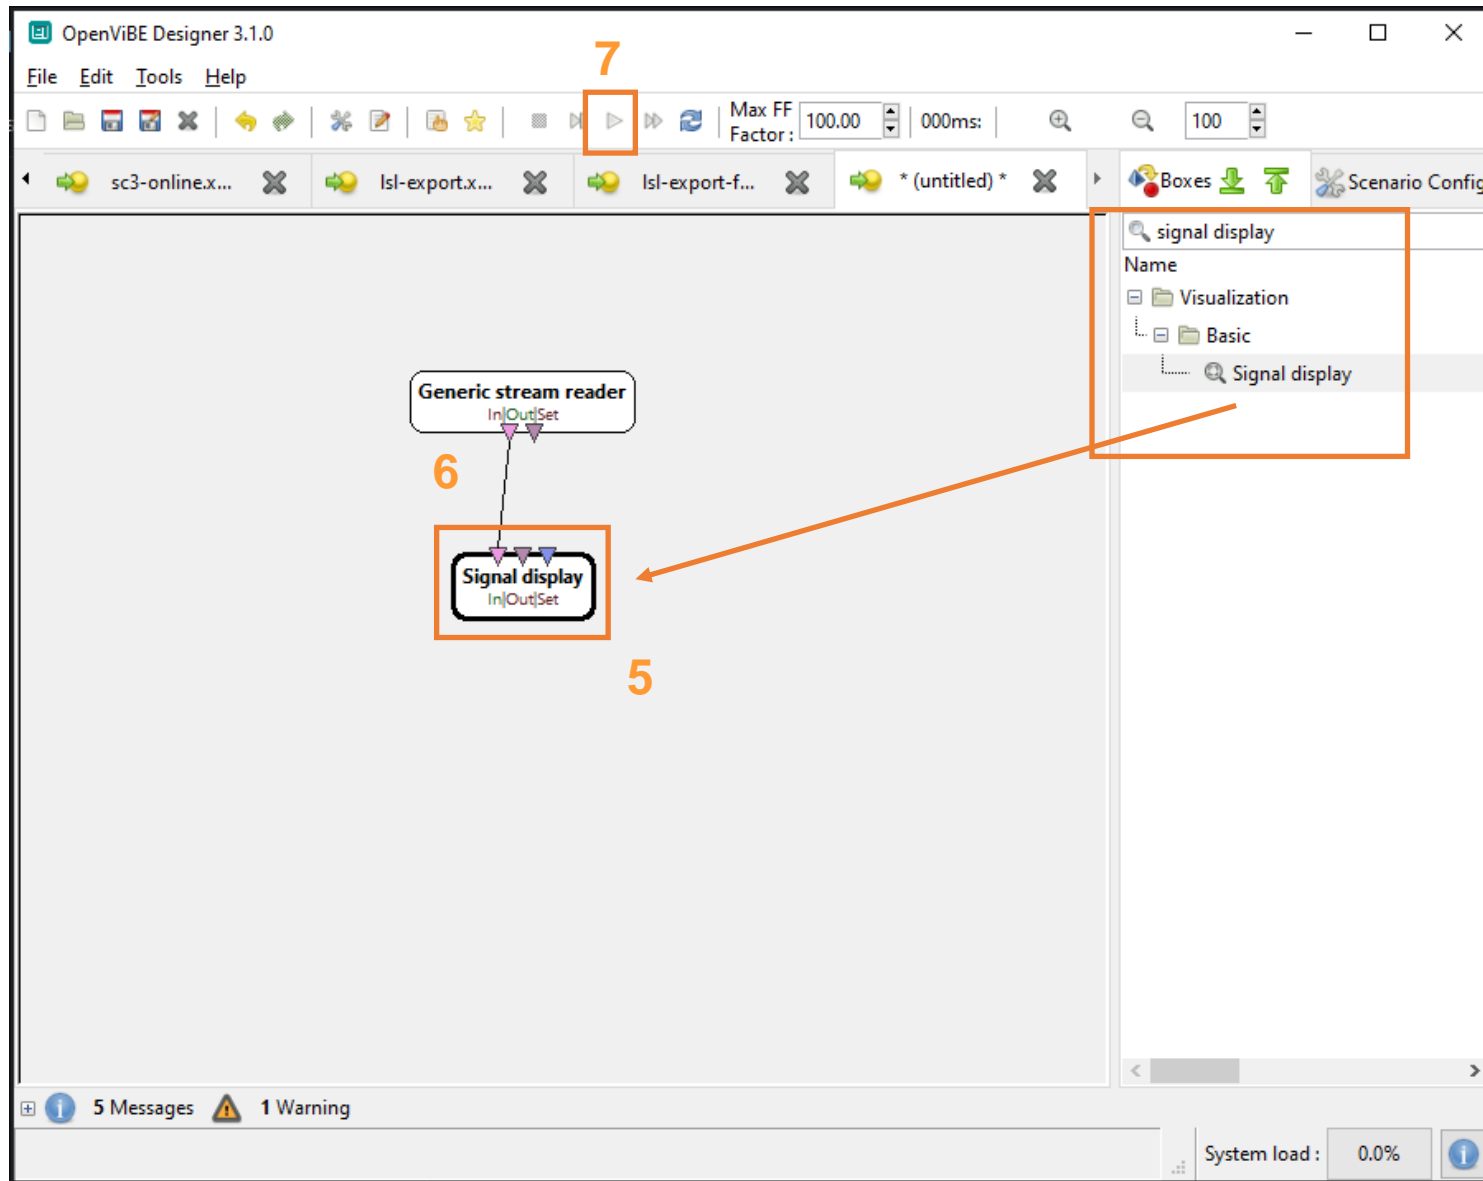 OpenViBE Designer 3.1.0
7
File Edit Tools Help
Max FF
Factor :
100.00
000ms:
100
sc3-online.x...
lsl-export.x...
lsl-export-f...
* (untitled) *
Boxes
Scenario Config
signal display
Name
Visualization
Basic
Signal display
Generic stream reader
In|Out|Set
6
Signal display
In|Out|Set
5
5 Messages
1 Warning
System load :
0.0%